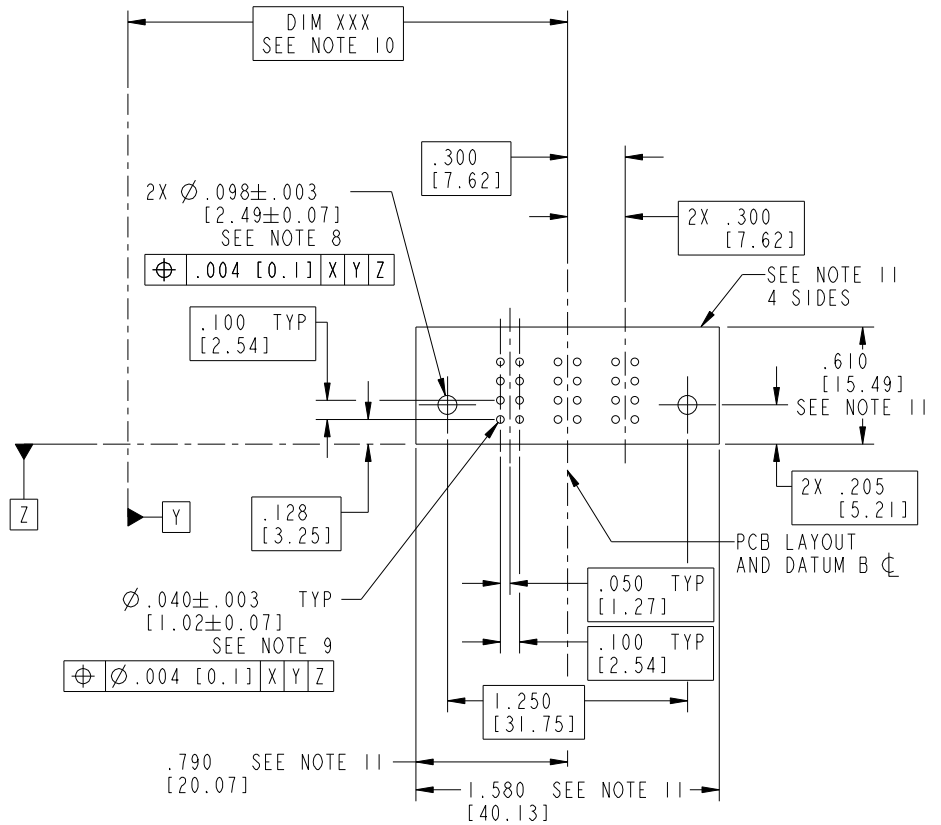 DIM XXX
SEE NOTE 10
.300
[7.62]
2X Ø .098±.003
[2.49±0.07]
SEE NOTE 8
⌖ .004 [0.1] X Y Z
2X .300
[7.62]
SEE NOTE 11
4 SIDES
.100 TYP
[2.54]
.610
[15.49]
SEE NOTE 11
Z
Y
.128
[3.25]
2X .205
[5.21]
PCB LAYOUT
AND DATUM B ℄
Ø .040±.003 TYP
[1.02±0.07]
SEE NOTE 9
⌖ Ø .004 [0.1] X Y Z
.050 TYP
[1.27]
.100 TYP
[2.54]
1.250
[31.75]
.790 SEE NOTE 11
[20.07]
1.580 SEE NOTE 11
[40.13]